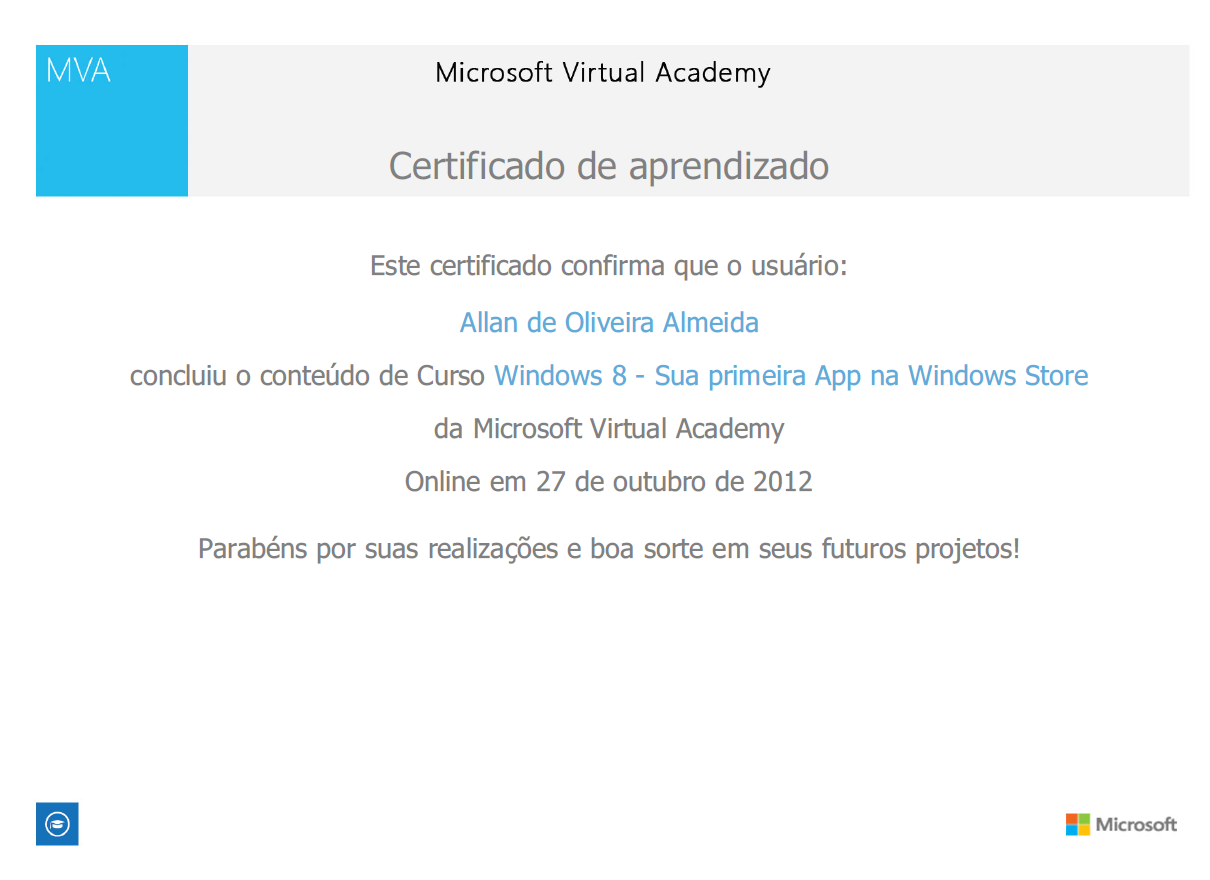 MVA
Microsoft Virtual Academy
Certificado de aprendizado
Este certificado confirma que o usuário:
Allan de Oliveira Almeida
concluiu o conteúdo de Curso Windows 8 - Sua primeira App na Windows Store
da Microsoft Virtual Academy
Online em 27 de outubro de 2012
Parabéns por suas realizações e boa sorte em seus futuros projetos!
Microsoft